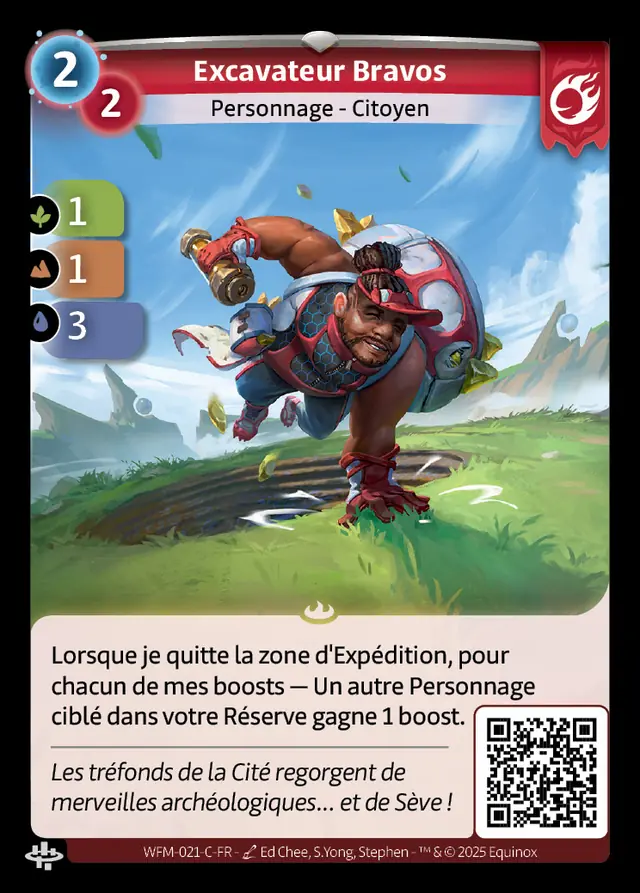 2
Excavateur Bravos
2
Personnage - Citoyen
1
1
3
Lorsque je quitte la zone d'Expédition, pour
chacun de mes boosts — Un autre Personnage
ciblé dans votre Réserve gagne 1 boost.
Les tréfonds de la Cité regorgent de
merveilles archéologiques... et de Sève !
WFM-021-C-FR - Ed Chee, S.Yong, Stephen - ™ & © 2025 Equinox